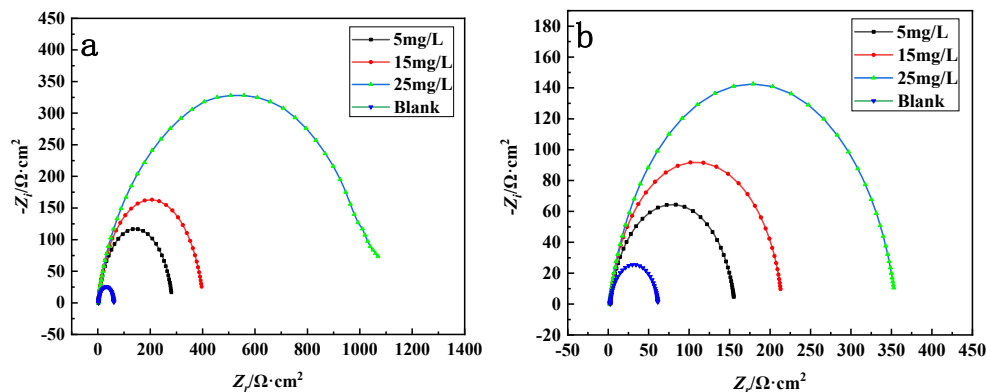 a
5mg/L
15mg/L
25mg/L
Blank
450
400
350
300
250
200
150
100
50
0
-50
-Zᵢ/Ω·cm²
0 200 400 600 800 1000 1200 1400
Zᵣ/Ω·cm²
b
5mg/L
15mg/L
25mg/L
Blank
180
160
140
120
100
80
60
40
20
0
-20
-Zᵢ/Ω·cm²
-50 0 50 100 150 200 250 300 350 400 450
Zᵣ/Ω·cm²